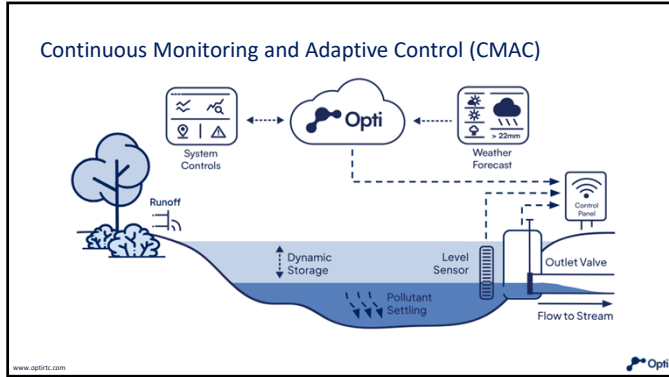 Continuous Monitoring and Adaptive Control (CMAC)
Opti
> 22mm
System
Controls
Weather
Forecast
Runoff
Control
Panel
Dynamic
Storage
Level
Sensor
Outlet Valve
Pollutant
Settling
Flow to Stream
www.optirtc.com
Opti